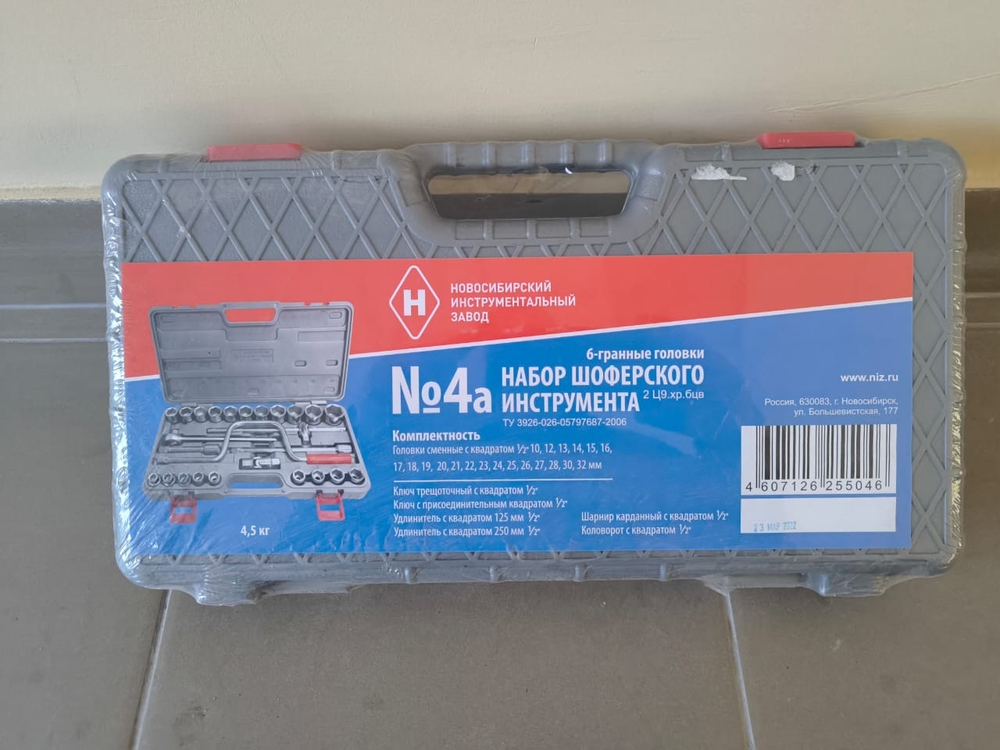 Н
НОВОСИБИРСКИЙ
ИНСТРУМЕНТАЛЬНЫЙ
ЗАВОД
6-гранные головки
№4а НАБОР ШОФЕРСКОГО
ИНСТРУМЕНТА 2 Ц9.хр.бцв
ТУ 3926-026-05797687-2006
Комплектность
Головки сменные с квадратом ½" 10, 12, 13, 14, 15, 16,
17, 18, 19, 20, 21, 22, 23, 24, 25, 26, 27, 28, 30, 32 мм
Ключ трещоточный с квадратом ½"
Ключ с присоединительным квадратом ½"
Удлинитель с квадратом 125 мм ½"
Удлинитель с квадратом 250 мм ½"
Шарнир карданный с квадратом ½"
Коловорот с квадратом ½"
4,5 кг
www.niz.ru
Россия, 630083, г. Новосибирск,
ул. Большевистская, 177
4 607126 255046
МАР